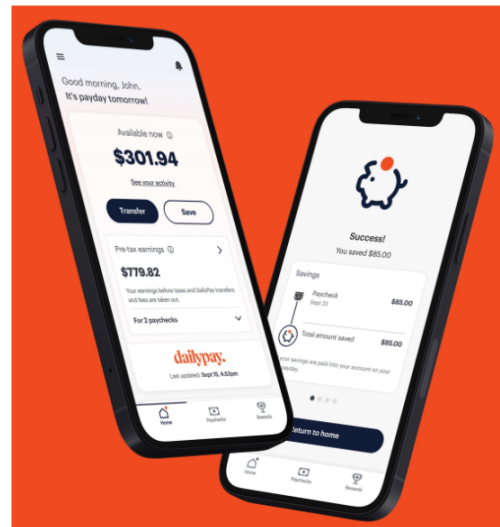 Good morning, John.
It's payday tomorrow!
Available now ⓘ
$301.94
See your activity
Transfer
Save
Pre-tax earnings ⓘ
$779.82
Your earnings before taxes and DailyPay transfers
and fees are taken out.
For 2 paychecks
dailypay.
Last updated: Sept 15, 4:53pm
Home
Paychecks
Rewards
Success!
You saved $85.00
Savings
Paycheck
$85.00
Sept 23
Total amount saved
$85.00
your savings are paid into your account on your
payday.
Return to home
Paychecks
Rewards